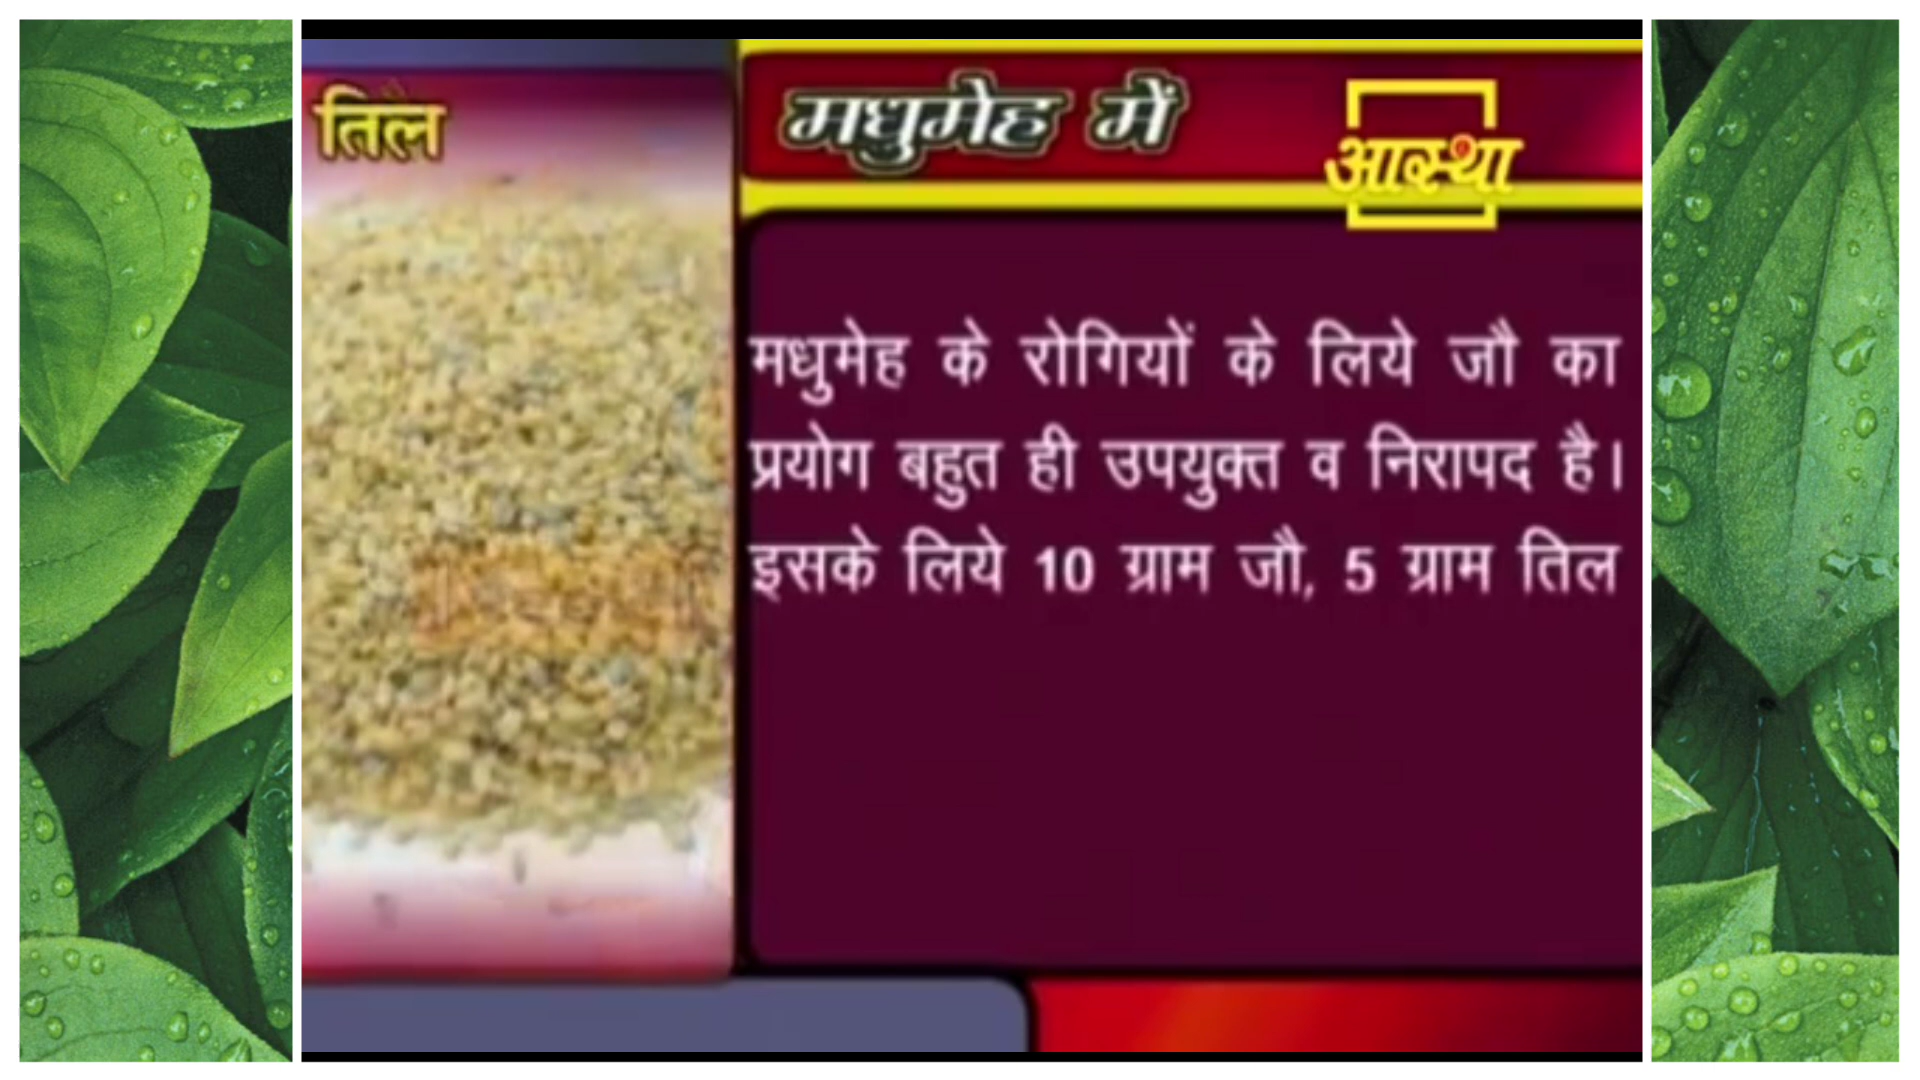 तिल
मधुमेह में
आस्था
मधुमेह के रोगियों के लिये जौ का
प्रयोग बहुत ही उपयुक्त व निरापद है।
इसके लिये 10 ग्राम जौ, 5 ग्राम तिल